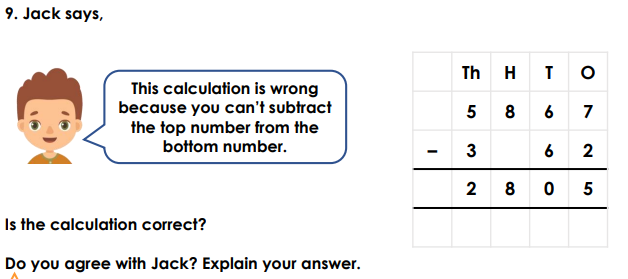 9. Jack says,
This calculation is wrong
because you can't subtract
the top number from the
bottom number.
Th H T O
5 8 6 7
- 3 6 2
2 8 0 5
Is the calculation correct?
Do you agree with Jack? Explain your answer.